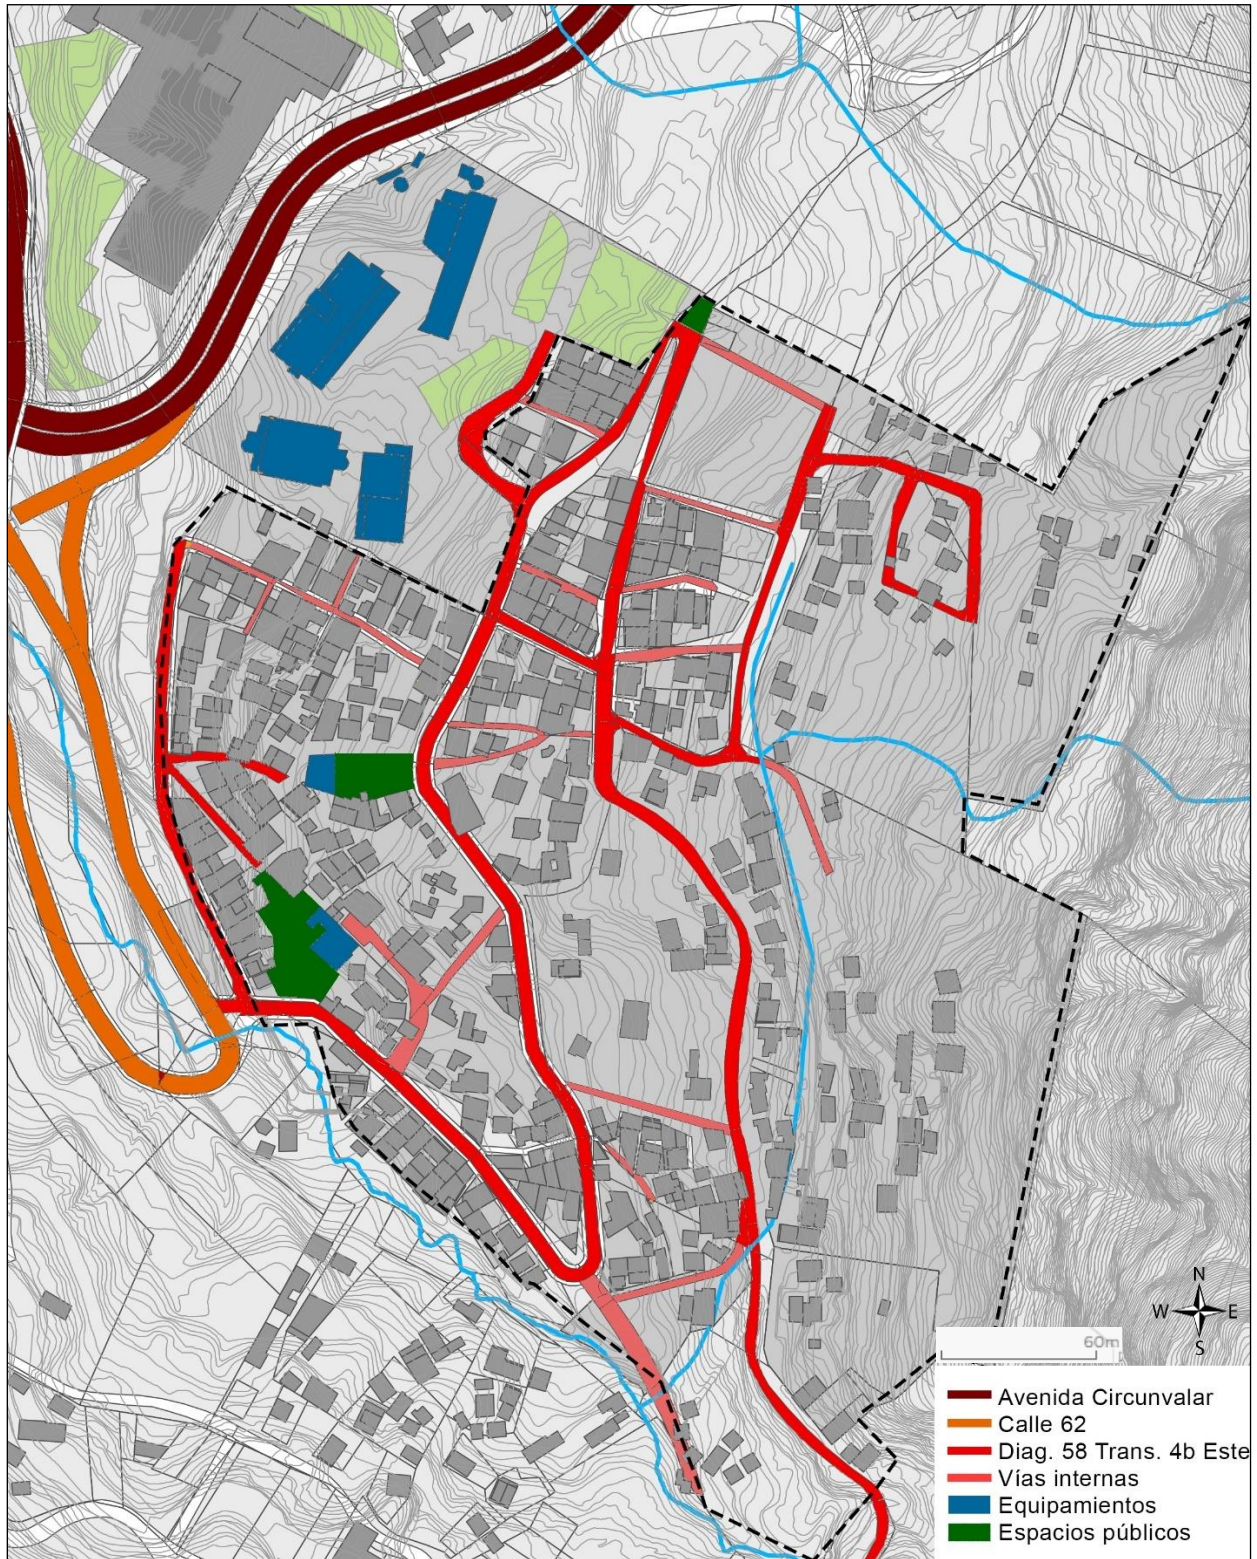 N
W E
S
60m
Avenida Circunvalar
Calle 62
Diag. 58 Trans. 4b Este
Vías internas
Equipamientos
Espacios públicos